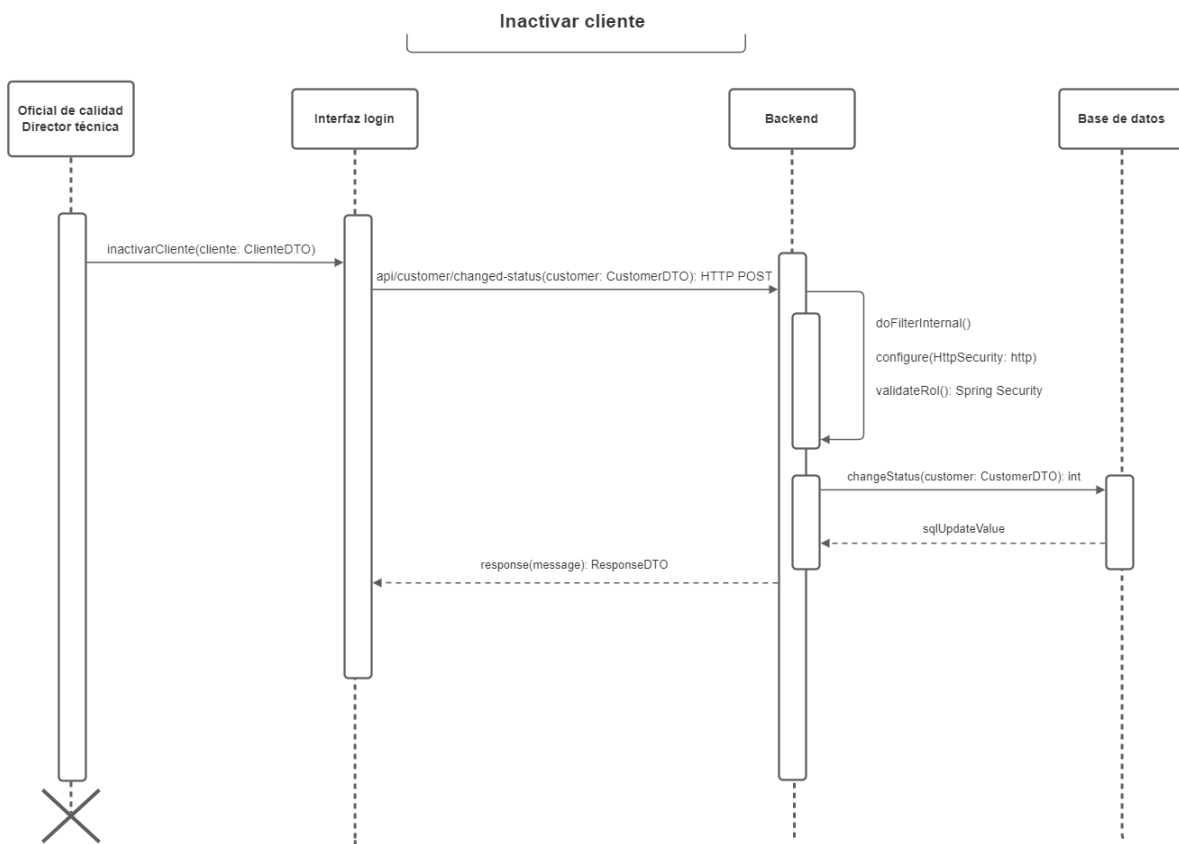 Inactivar cliente
Oficial de calidad
Director técnica
Interfaz login
Backend
Base de datos
inactivarCliente(cliente: ClienteDTO)
api/customer/changed-status(customer: CustomerDTO): HTTP POST
doFilterInternal()
configure(HttpSecurity: http)
validateRol(): Spring Security
changeStatus(customer: CustomerDTO): int
sqlUpdateValue
response(message): ResponseDTO